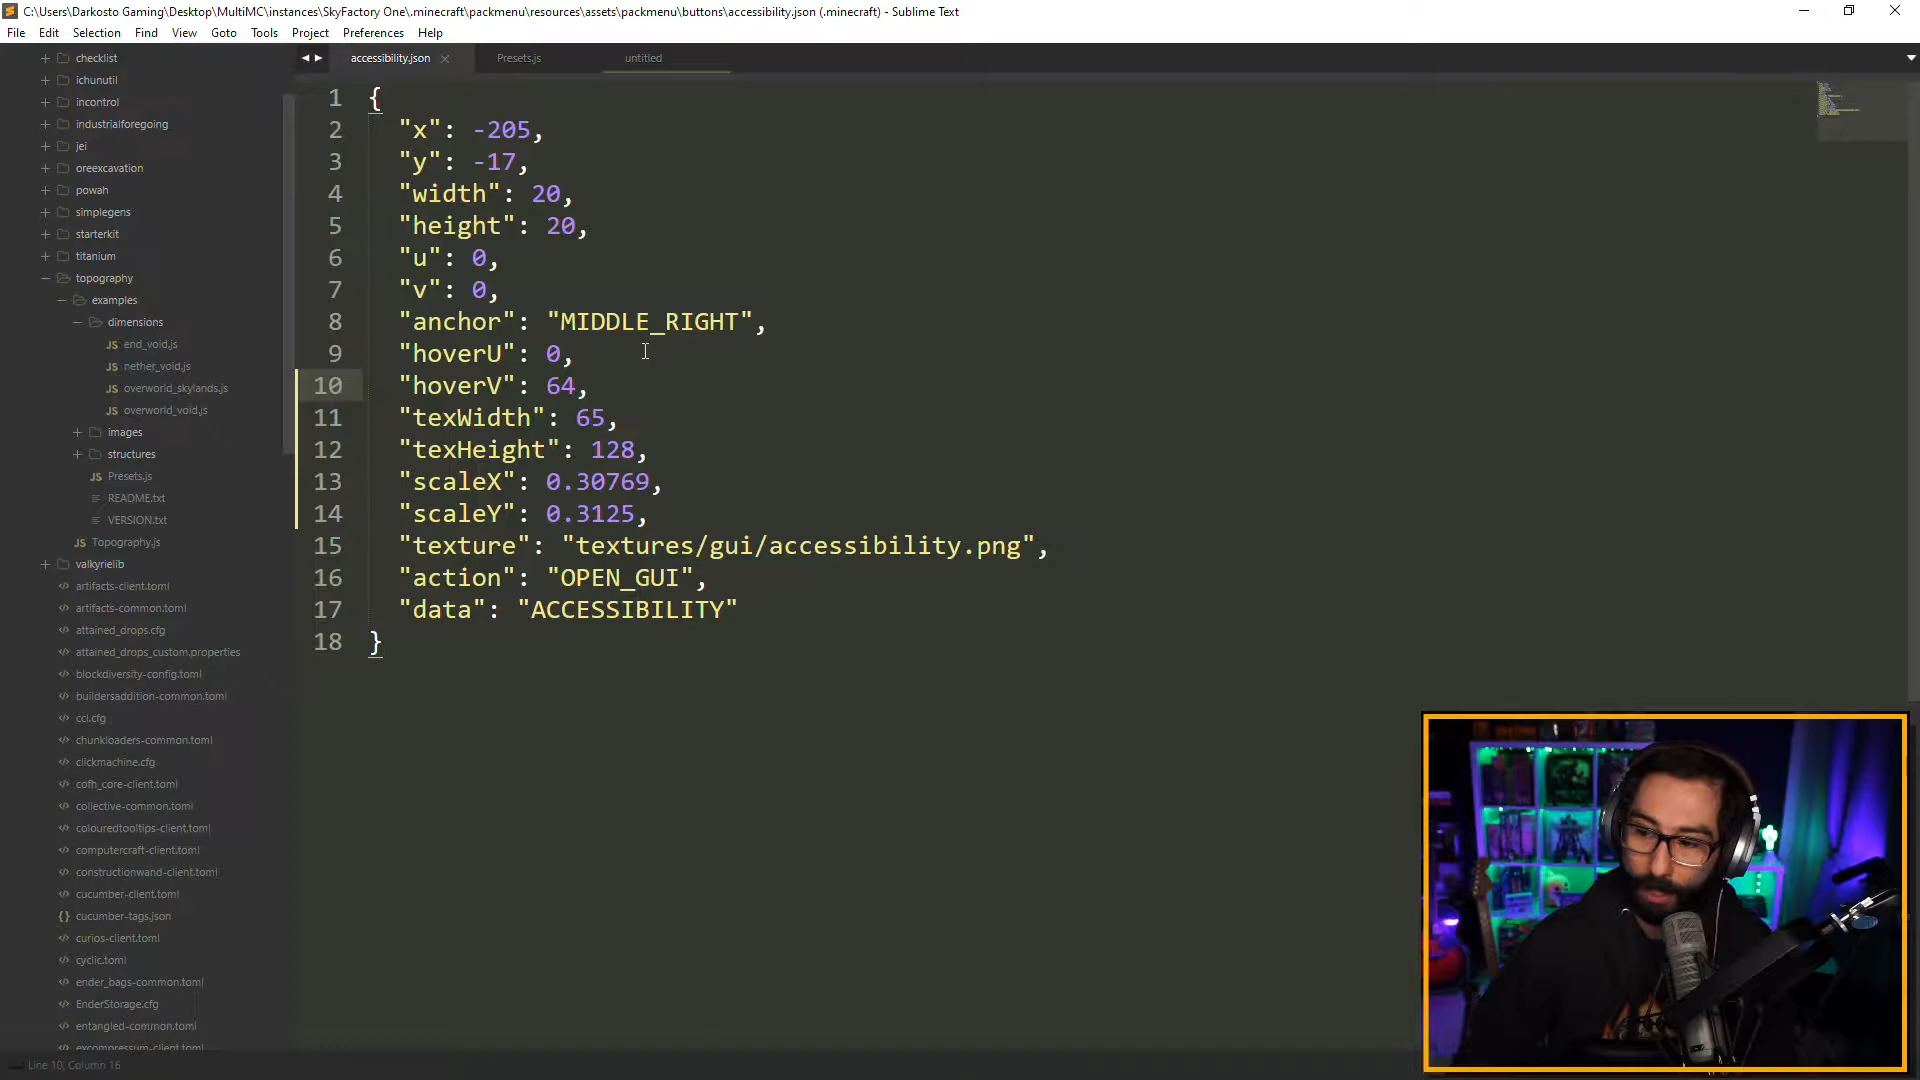 C:\Users\Darkosto Gaming\Desktop\MultiMC\instances\SkyFactory One\.minecraft\packmenu\resources\assets\packmenu\buttons\accessibility.json (.minecraft) - Sublime Text
File Edit Selection Find View Goto Tools Project Preferences Help
accessibility.json Presets.js untitled
checklist
ichunutil
incontrol
industrialforegoing
jei
oreexcavation
powah
simplegens
starterkit
titanium
topography
examples
dimensions
JS end_void.js
JS nether_void.js
JS overworld_skylands.js
JS overworld_void.js
images
structures
JS Presets.js
README.txt
VERSION.txt
JS Topography.js
valkyrielib
artifacts-client.toml
artifacts-common.toml
attained_drops.cfg
attained_drops_custom.properties
blockdiversity-config.toml
buildersaddition-common.toml
ccl.cfg
chunkloaders-common.toml
clickmachine.cfg
cofh_core-client.toml
collective-common.toml
colouredtooltips-client.toml
computercraft-client.toml
constructionwand-client.toml
cucumber-client.toml
{} cucumber-tags.json
curios-client.toml
cyclic.toml
ender_bags-common.toml
EnderStorage.cfg
entangled-common.toml
excompressum-client.toml
1 {
2 "x": -205,
3 "y": -17,
4 "width": 20,
5 "height": 20,
6 "u": 0,
7 "v": 0,
8 "anchor": "MIDDLE_RIGHT",
9 "hoverU": 0,
10 "hoverV": 64,
11 "texWidth": 65,
12 "texHeight": 128,
13 "scaleX": 0.30769,
14 "scaleY": 0.3125,
15 "texture": "textures/gui/accessibility.png",
16 "action": "OPEN_GUI",
17 "data": "ACCESSIBILITY"
18 }
Line 10, Column 16